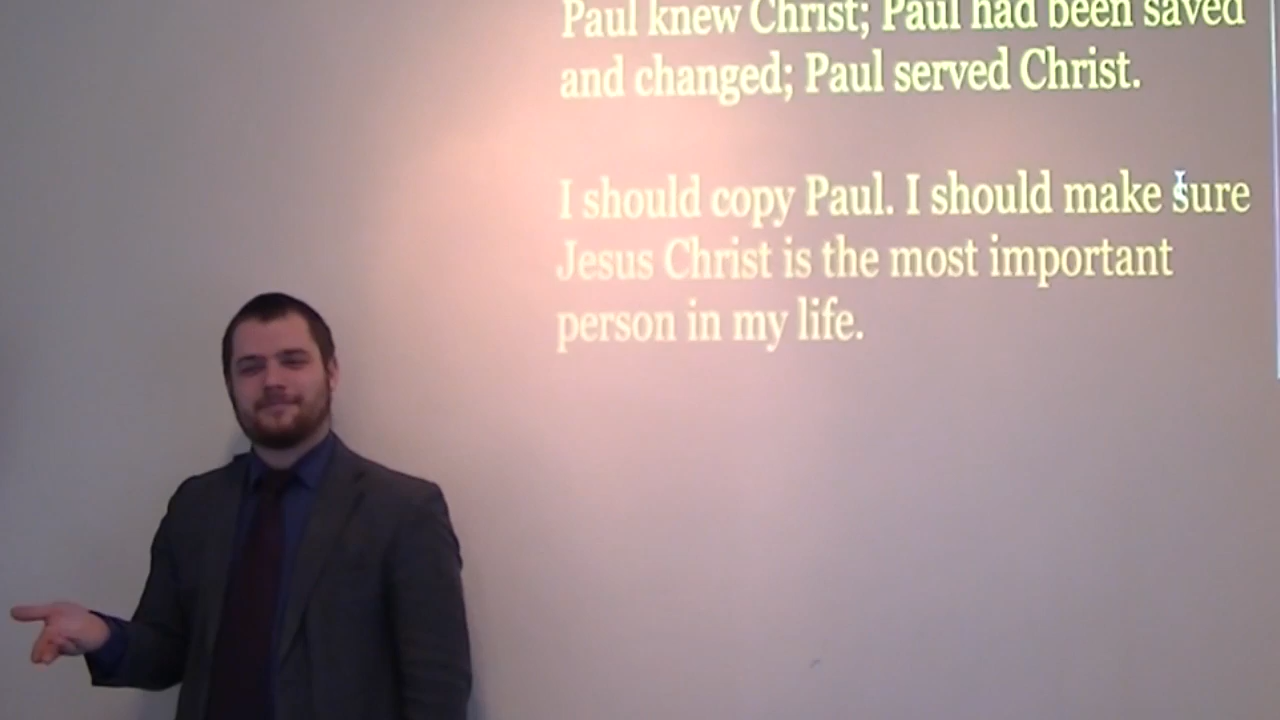 Paul knew Christ; Paul had been saved
and changed; Paul served Christ.
I should copy Paul. I should make sure
Jesus Christ is the most important
person in my life.